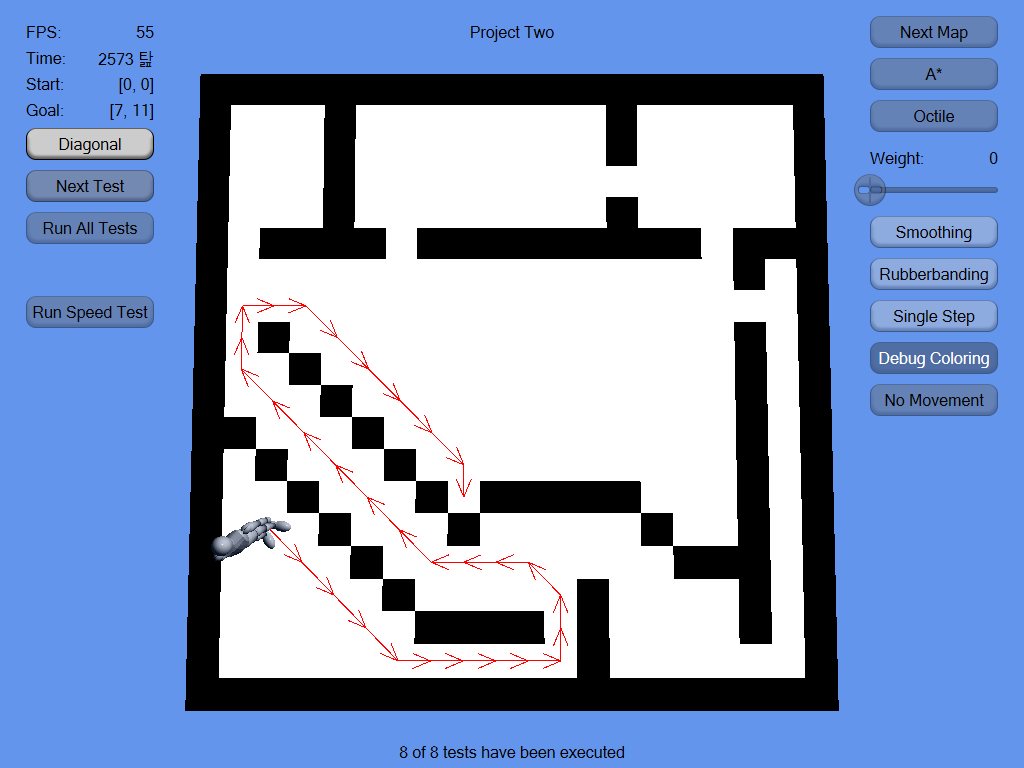 FPS: 55
Time: 2573 탎
Start: [0, 0]
Goal: [7, 11]
Diagonal
Next Test
Run All Tests
Run Speed Test
Project Two
Next Map
A*
Octile
Weight: 0
Smoothing
Rubberbanding
Single Step
Debug Coloring
No Movement
8 of 8 tests have been executed